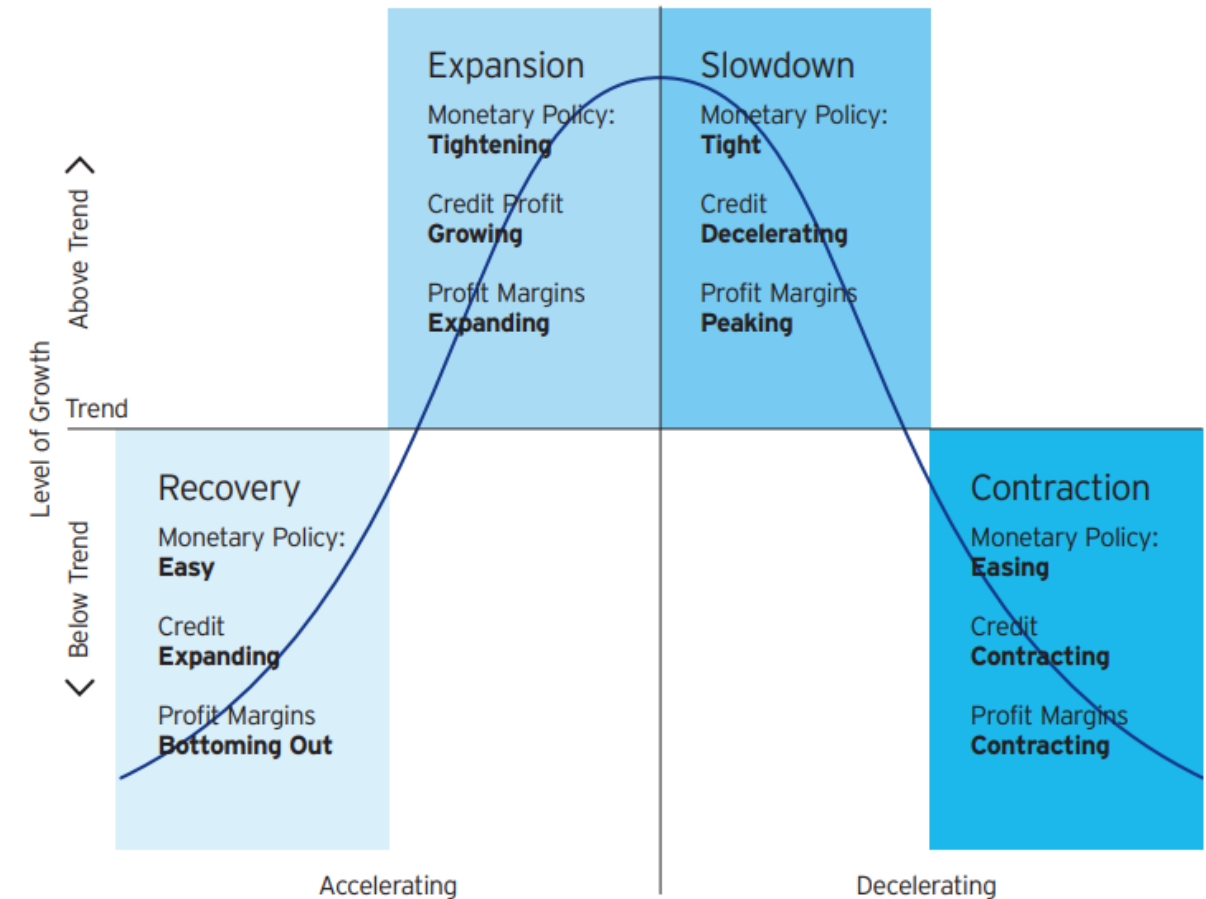 Expansion
Monetary Policy:
Tightening
Credit Profit
Growing
Profit Margins
Expanding
Slowdown
Monetary Policy:
Tight
Credit
Decelerating
Profit Margins
Peaking
Above Trend
Level of Growth
Trend
Below Trend
Recovery
Monetary Policy:
Easy
Credit
Expanding
Profit Margins
Bottoming Out
Contraction
Monetary Policy:
Easing
Credit
Contracting
Profit Margins
Contracting
Accelerating
Decelerating